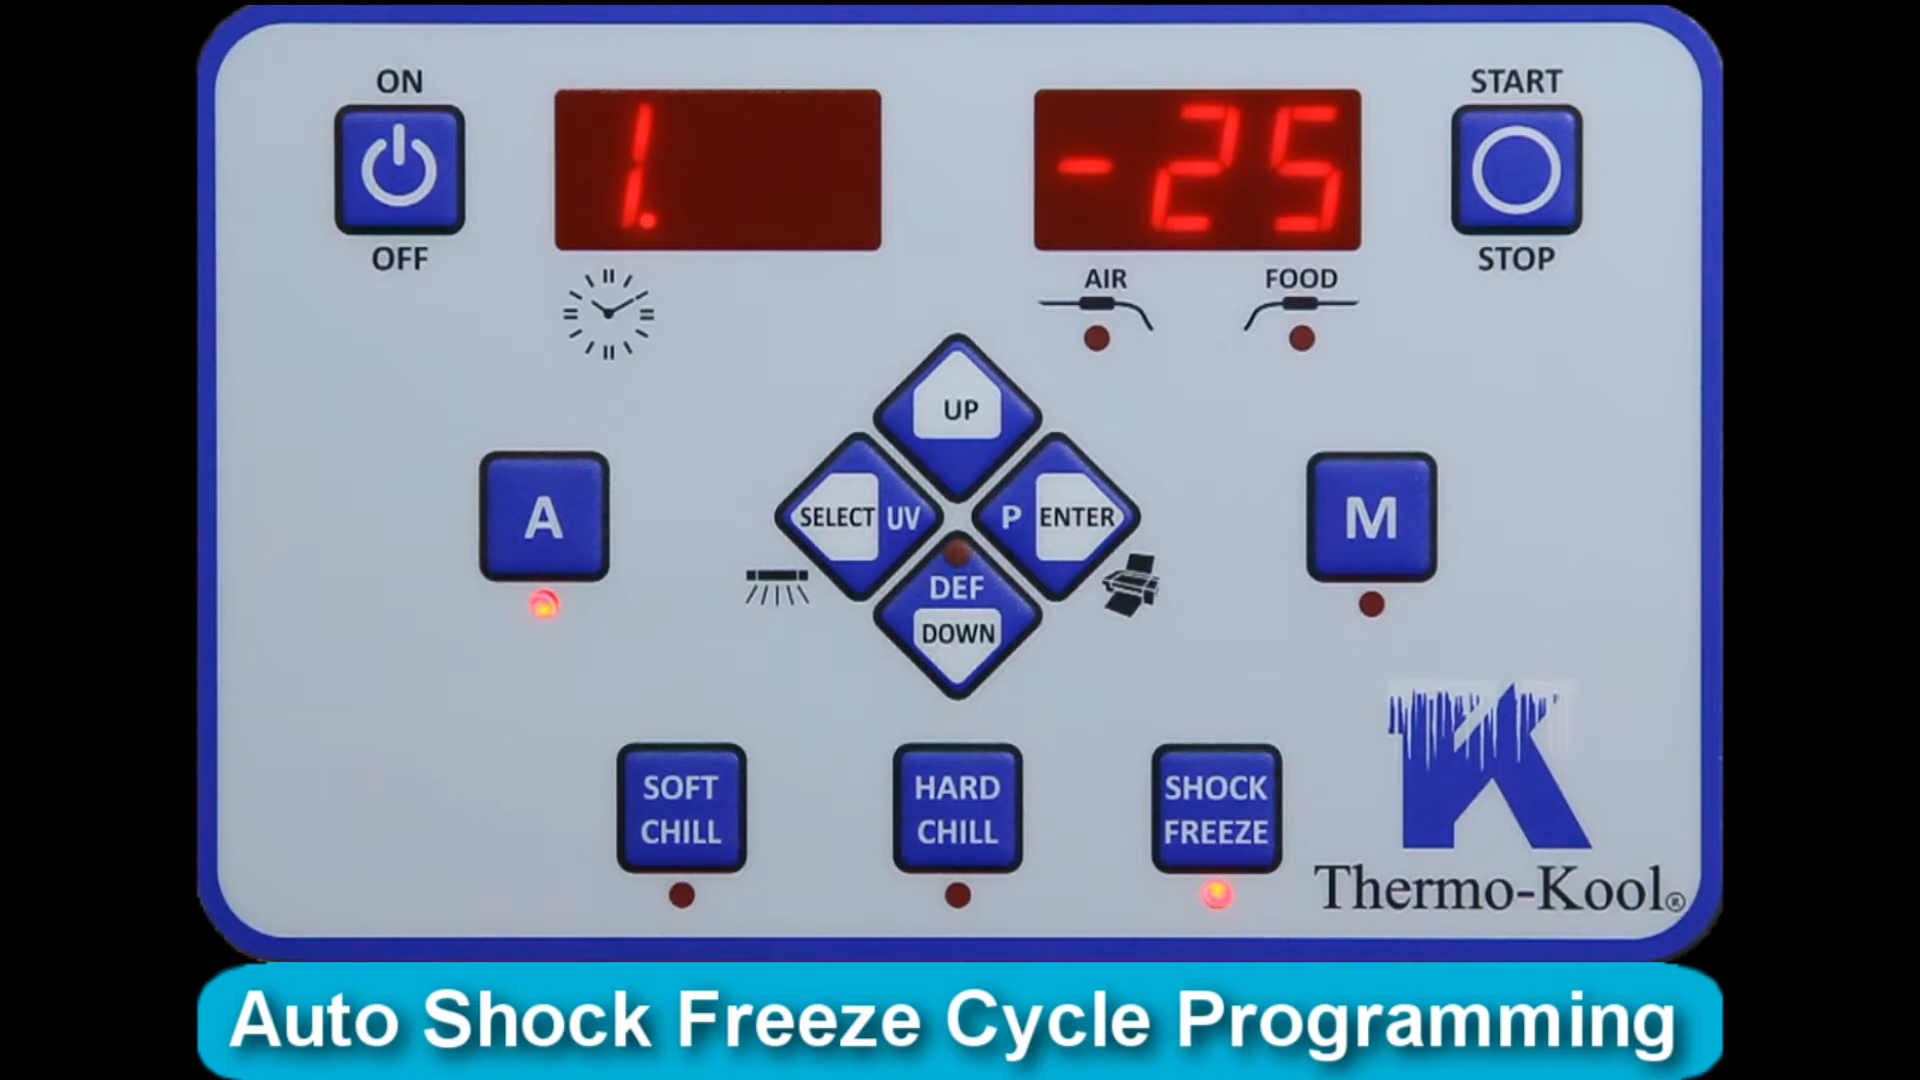 ON
START
1.
-25
OFF
STOP
AIR
FOOD
UP
A
SELECT UV
P ENTER
M
DEF
DOWN
SOFT
CHILL
HARD
CHILL
SHOCK
FREEZE
Thermo-Kool®
Auto Shock Freeze Cycle Programming